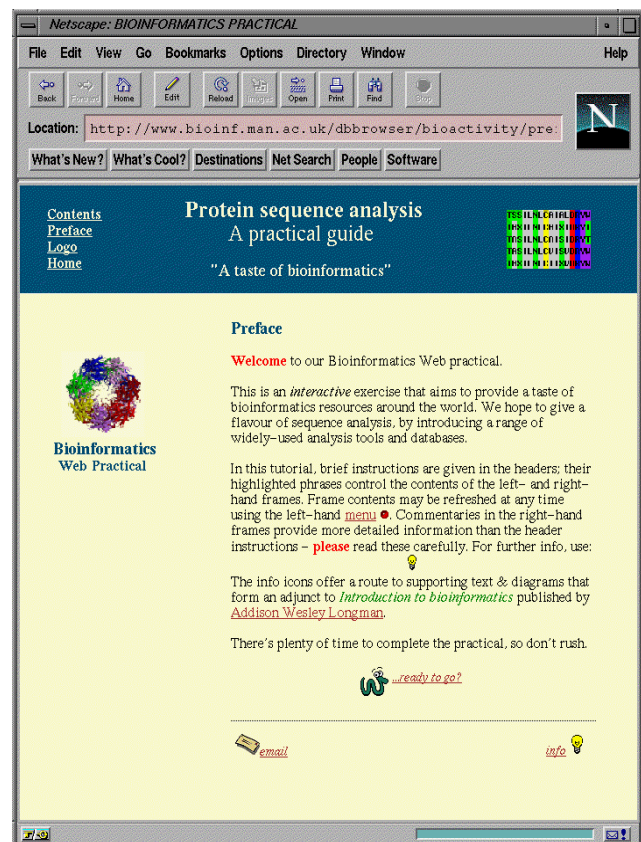 Netscape: BIOINFORMATICS PRACTICAL
File Edit View Go Bookmarks Options Directory Window Help
Back Forward Home Edit Reload Images Open Print Find Stop
Location: http://www.bioinf.man.ac.uk/dbbrowser/bioactivity/pre
N
What's New? What's Cool? Destinations Net Search People Software
Contents
Preface
Logo
Home
Protein sequence analysis
A practical guide
"A taste of bioinformatics"
Preface
Welcome to our Bioinformatics Web practical.
This is an interactive exercise that aims to provide a taste of
bioinformatics resources around the world. We hope to give a
flavour of sequence analysis, by introducing a range of
widely-used analysis tools and databases.
Bioinformatics
Web Practical
In this tutorial, brief instructions are given in the headers; their
highlighted phrases control the contents of the left- and right-
hand frames. Frame contents may be refreshed at any time
using the left-hand menu . Commentaries in the right-hand
frames provide more detailed information than the header
instructions - please read these carefully. For further info, use:
The info icons offer a route to supporting text & diagrams that
form an adjunct to Introduction to bioinformatics published by
Addison Wesley Longman.
There's plenty of time to complete the practical, so don't rush.
...ready to go?
email
info